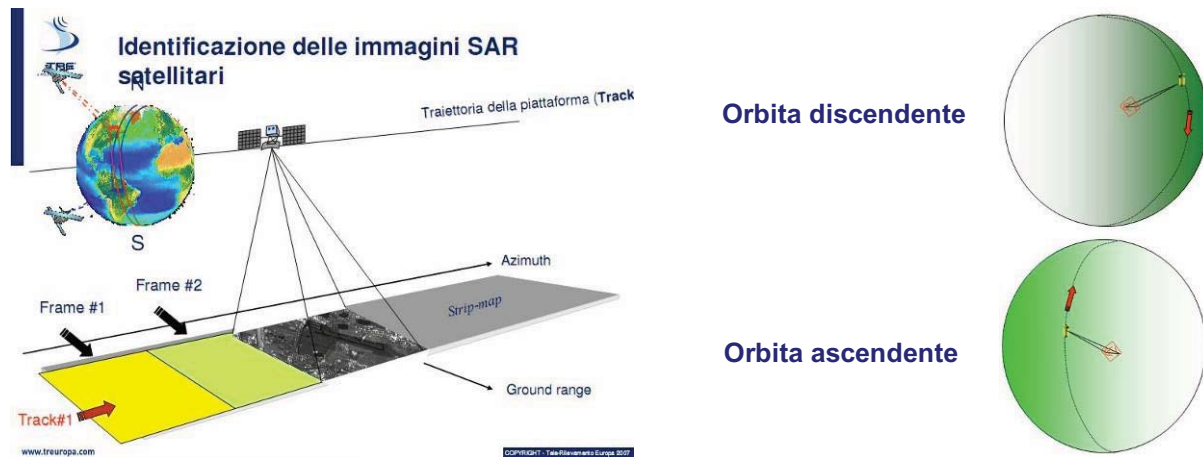 TRE
Identificazione delle immagini SAR
satellitari
N
Traiettoria della piattaforma (Track
S
Azimuth
Frame #2
Frame #1
Strip-map
Ground range
Track#1
www.treuropa.com
COPYRIGHT - Tele-Rilevamento Europa 2007
Orbita discendente
Orbita ascendente